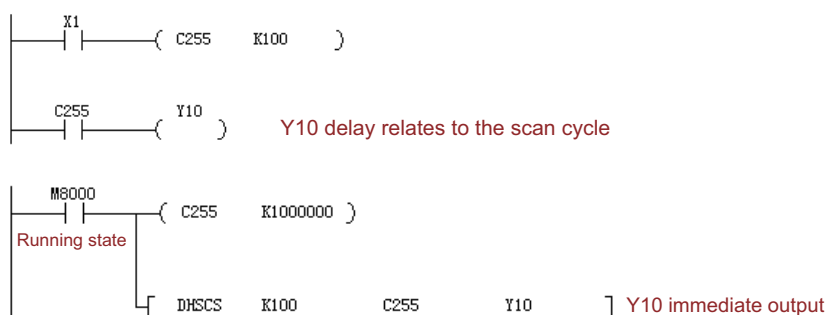 X1
C255 K100
C255 Y10
Y10 delay relates to the scan cycle
M8000
C255 K1000000
Running state
DHSCS K100 C255 Y10 Y10 immediate output